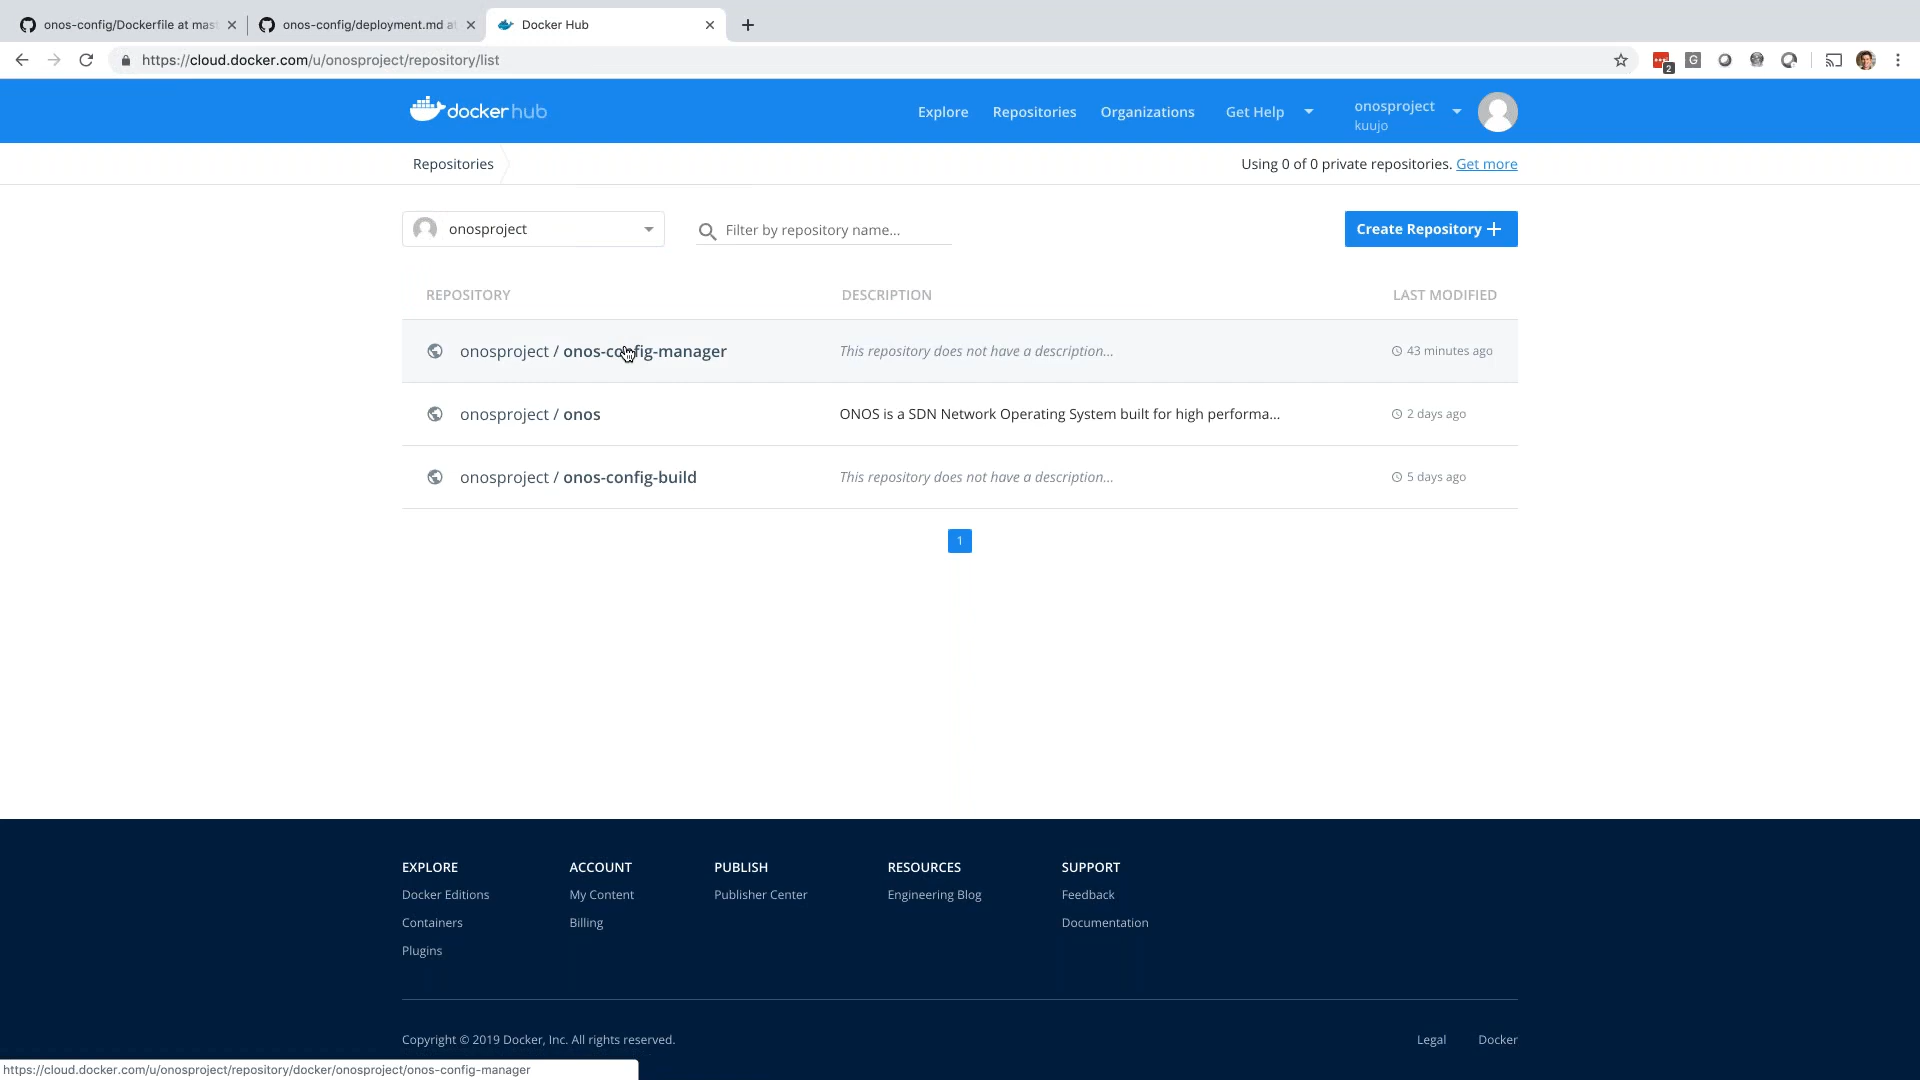 onos-config/Dockerfile at mast
onos-config/deployment.md at
Docker Hub
https://cloud.docker.com/u/onosproject/repository/list
2
G
docker hub
Explore
Repositories
Organizations
Get Help
onosproject
kuujo
Repositories
Using 0 of 0 private repositories. Get more
onosproject
Filter by repository name...
Create Repository
REPOSITORY
DESCRIPTION
LAST MODIFIED
onosproject / onos-config-manager
This repository does not have a description...
43 minutes ago
onosproject / onos
ONOS is a SDN Network Operating System built for high performa...
2 days ago
onosproject / onos-config-build
This repository does not have a description...
5 days ago
1
EXPLORE
Docker Editions
Containers
Plugins
ACCOUNT
My Content
Billing
PUBLISH
Publisher Center
RESOURCES
Engineering Blog
SUPPORT
Feedback
Documentation
Copyright © 2019 Docker, Inc. All rights reserved.
Legal
Docker
https://cloud.docker.com/u/onosproject/repository/docker/onosproject/onos-config-manager